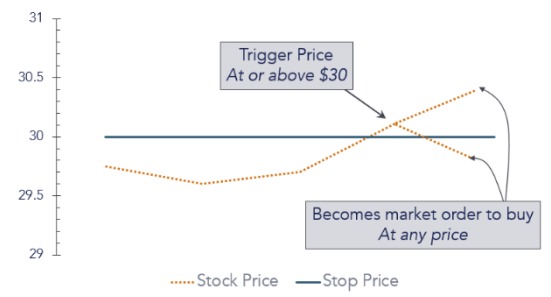 31
Trigger Price
At or above $30
30.5
30
29.5
Becomes market order to buy
At any price
29
Stock Price
Stop Price